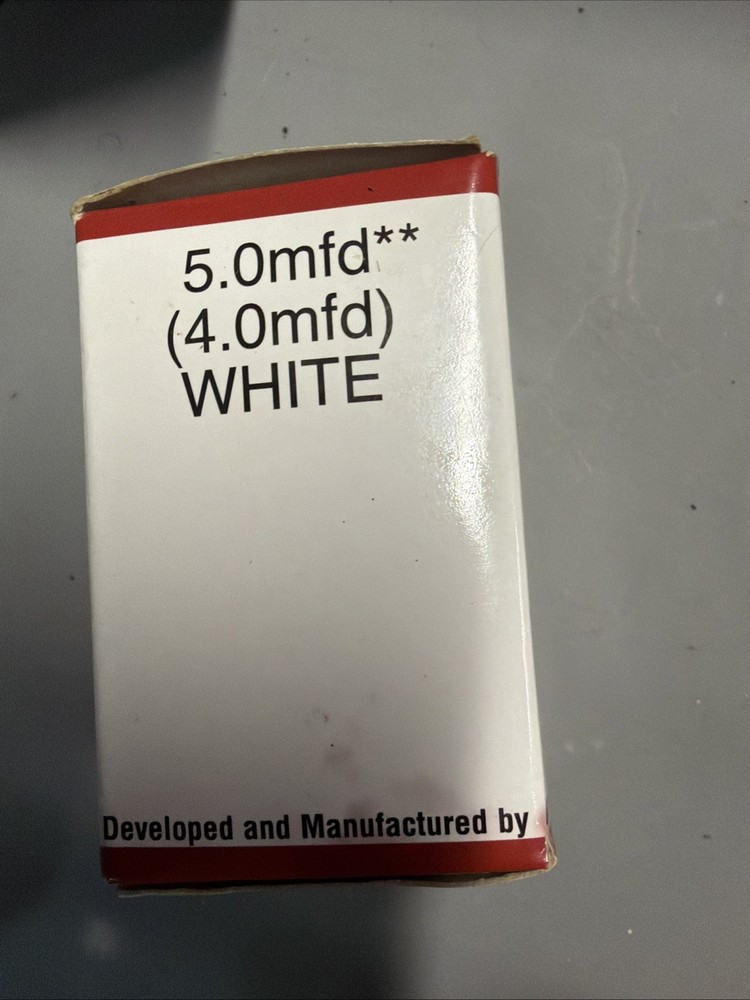 5.0mfd**
(4.0mfd)
WHITE
Developed and Manufactured by